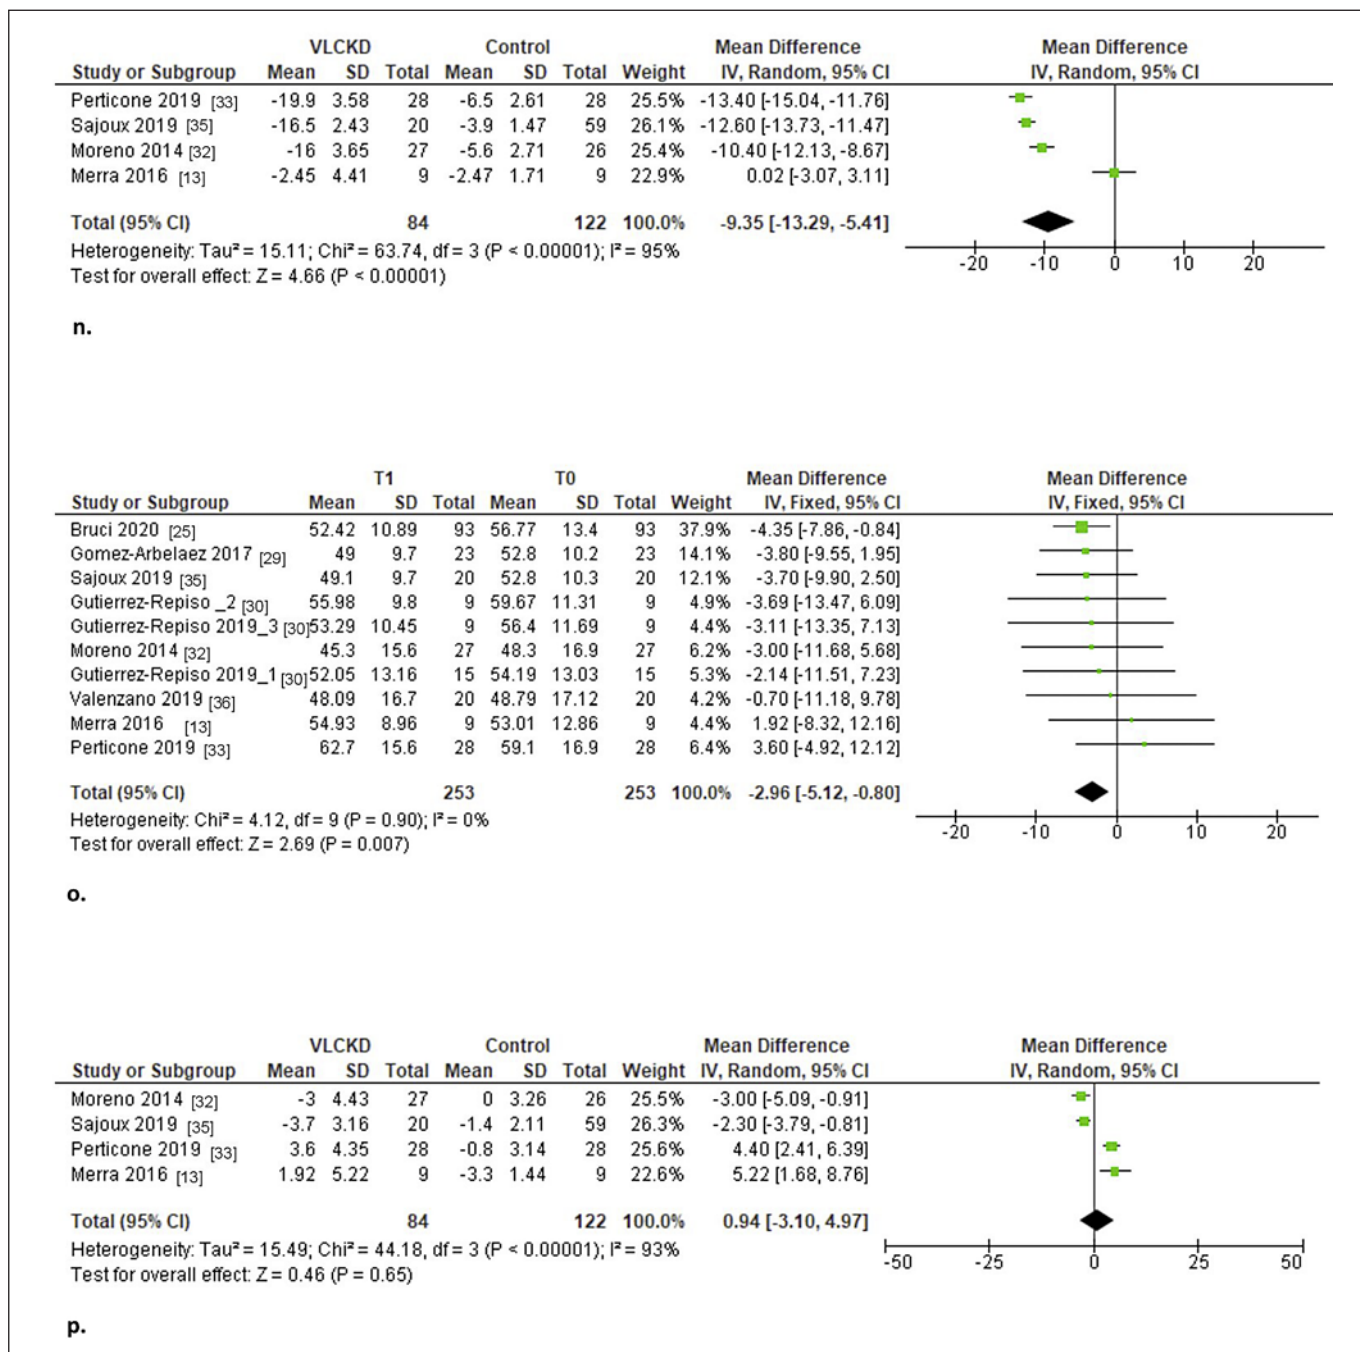 VLCKD Control Mean Difference Mean Difference
Study or Subgroup Mean SD Total Mean SD Total Weight IV, Random, 95% CI IV, Random, 95% CI
Perticone 2019 [33] -19.9 3.58 28 -6.5 2.61 28 25.5% -13.40 [-15.04, -11.76]
Sajoux 2019 [35] -16.5 2.43 20 -3.9 1.47 59 26.1% -12.60 [-13.73, -11.47]
Moreno 2014 [32] -16 3.65 27 -5.6 2.71 26 25.4% -10.40 [-12.13, -8.67]
Merra 2016 [13] -2.45 4.41 9 -2.47 1.71 9 22.9% 0.02 [-3.07, 3.11]
Total (95% CI) 84 122 100.0% -9.35 [-13.29, -5.41]
Heterogeneity: Tau² = 15.11; Chi² = 63.74, df = 3 (P < 0.00001); I² = 95%
Test for overall effect: Z = 4.66 (P < 0.00001)
-20 -10 0 10 20
n.
T1 T0 Mean Difference Mean Difference
Study or Subgroup Mean SD Total Mean SD Total Weight IV, Fixed, 95% CI IV, Fixed, 95% CI
Bruci 2020 [25] 52.42 10.89 93 56.77 13.4 93 37.9% -4.35 [-7.86, -0.84]
Gomez-Arbelaez 2017 [29] 49 9.7 23 52.8 10.2 23 14.1% -3.80 [-9.55, 1.95]
Sajoux 2019 [35] 49.1 9.7 20 52.8 10.3 20 12.1% -3.70 [-9.90, 2.50]
Gutierrez-Repiso _2 [30] 55.98 9.8 9 59.67 11.31 9 4.9% -3.69 [-13.47, 6.09]
Gutierrez-Repiso 2019_3 [30] 53.29 10.45 9 56.4 11.69 9 4.4% -3.11 [-13.35, 7.13]
Moreno 2014 [32] 45.3 15.6 27 48.3 16.9 27 6.2% -3.00 [-11.68, 5.68]
Gutierrez-Repiso 2019_1 [30] 52.05 13.16 15 54.19 13.03 15 5.3% -2.14 [-11.51, 7.23]
Valenzano 2019 [36] 48.09 16.7 20 48.79 17.12 20 4.2% -0.70 [-11.18, 9.78]
Merra 2016 [13] 54.93 8.96 9 53.01 12.86 9 4.4% 1.92 [-8.32, 12.16]
Perticone 2019 [33] 62.7 15.6 28 59.1 16.9 28 6.4% 3.60 [-4.92, 12.12]
Total (95% CI) 253 253 100.0% -2.96 [-5.12, -0.80]
Heterogeneity: Chi² = 4.12, df = 9 (P = 0.90); I² = 0%
Test for overall effect: Z = 2.69 (P = 0.007)
-20 -10 0 10 20
o.
VLCKD Control Mean Difference Mean Difference
Study or Subgroup Mean SD Total Mean SD Total Weight IV, Random, 95% CI IV, Random, 95% CI
Moreno 2014 [32] -3 4.43 27 0 3.26 26 25.5% -3.00 [-5.09, -0.91]
Sajoux 2019 [35] -3.7 3.16 20 -1.4 2.11 59 26.3% -2.30 [-3.79, -0.81]
Perticone 2019 [33] 3.6 4.35 28 -0.8 3.14 28 25.6% 4.40 [2.41, 6.39]
Merra 2016 [13] 1.92 5.22 9 -3.3 1.44 9 22.6% 5.22 [1.68, 8.76]
Total (95% CI) 84 122 100.0% 0.94 [-3.10, 4.97]
Heterogeneity: Tau² = 15.49; Chi² = 44.18, df = 3 (P < 0.00001); I² = 93%
Test for overall effect: Z = 0.46 (P = 0.65)
-50 -25 0 25 50
p.